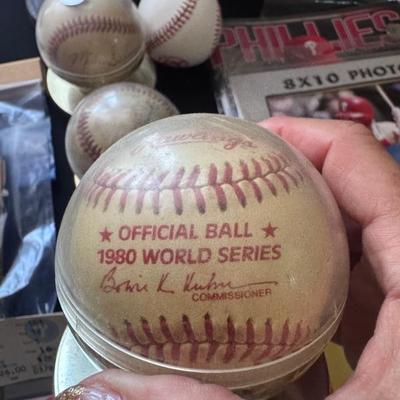 PHILLIES
8X10 PHOTO
Rawlings
★ OFFICIAL BALL ★
1980 WORLD SERIES
Bowie K Kuhn
COMMISSIONER